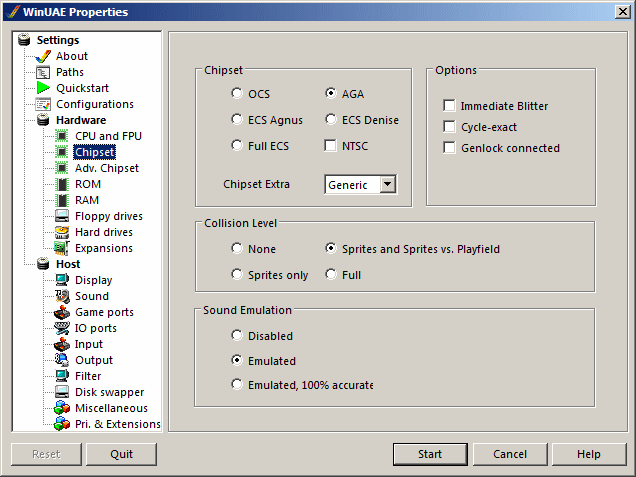 WinUAE Properties
Settings
About
Paths
Quickstart
Configurations
Hardware
CPU and FPU
Chipset
Adv. Chipset
ROM
RAM
Floppy drives
Hard drives
Expansions
Host
Display
Sound
Game ports
IO ports
Input
Output
Filter
Disk swapper
Miscellaneous
Pri. & Extensions
Chipset
OCS
AGA
ECS Agnus
ECS Denise
Full ECS
NTSC
Chipset Extra
Generic
Options
Immediate Blitter
Cycle-exact
Genlock connected
Collision Level
None
Sprites and Sprites vs. Playfield
Sprites only
Full
Sound Emulation
Disabled
Emulated
Emulated, 100% accurate
Reset
Quit
Start
Cancel
Help